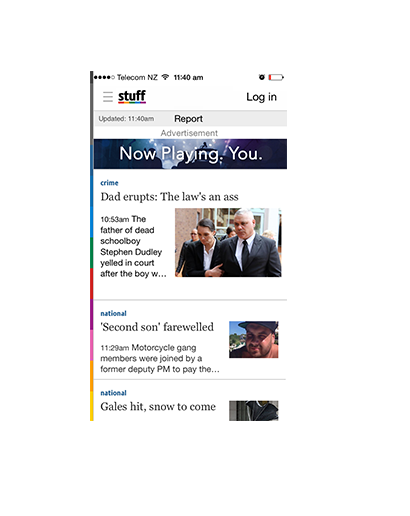 Telecom NZ 11:40 am
stuff Log in
Updated: 11:40am Report
Advertisement
Now Playing. You.
crime
Dad erupts: The law's an ass
10:53am The
father of dead
schoolboy
Stephen Dudley
yelled in court
after the boy w...
national
'Second son' farewelled
11:29am Motorcycle gang
members were joined by a
former deputy PM to pay the...
national
Gales hit, snow to come